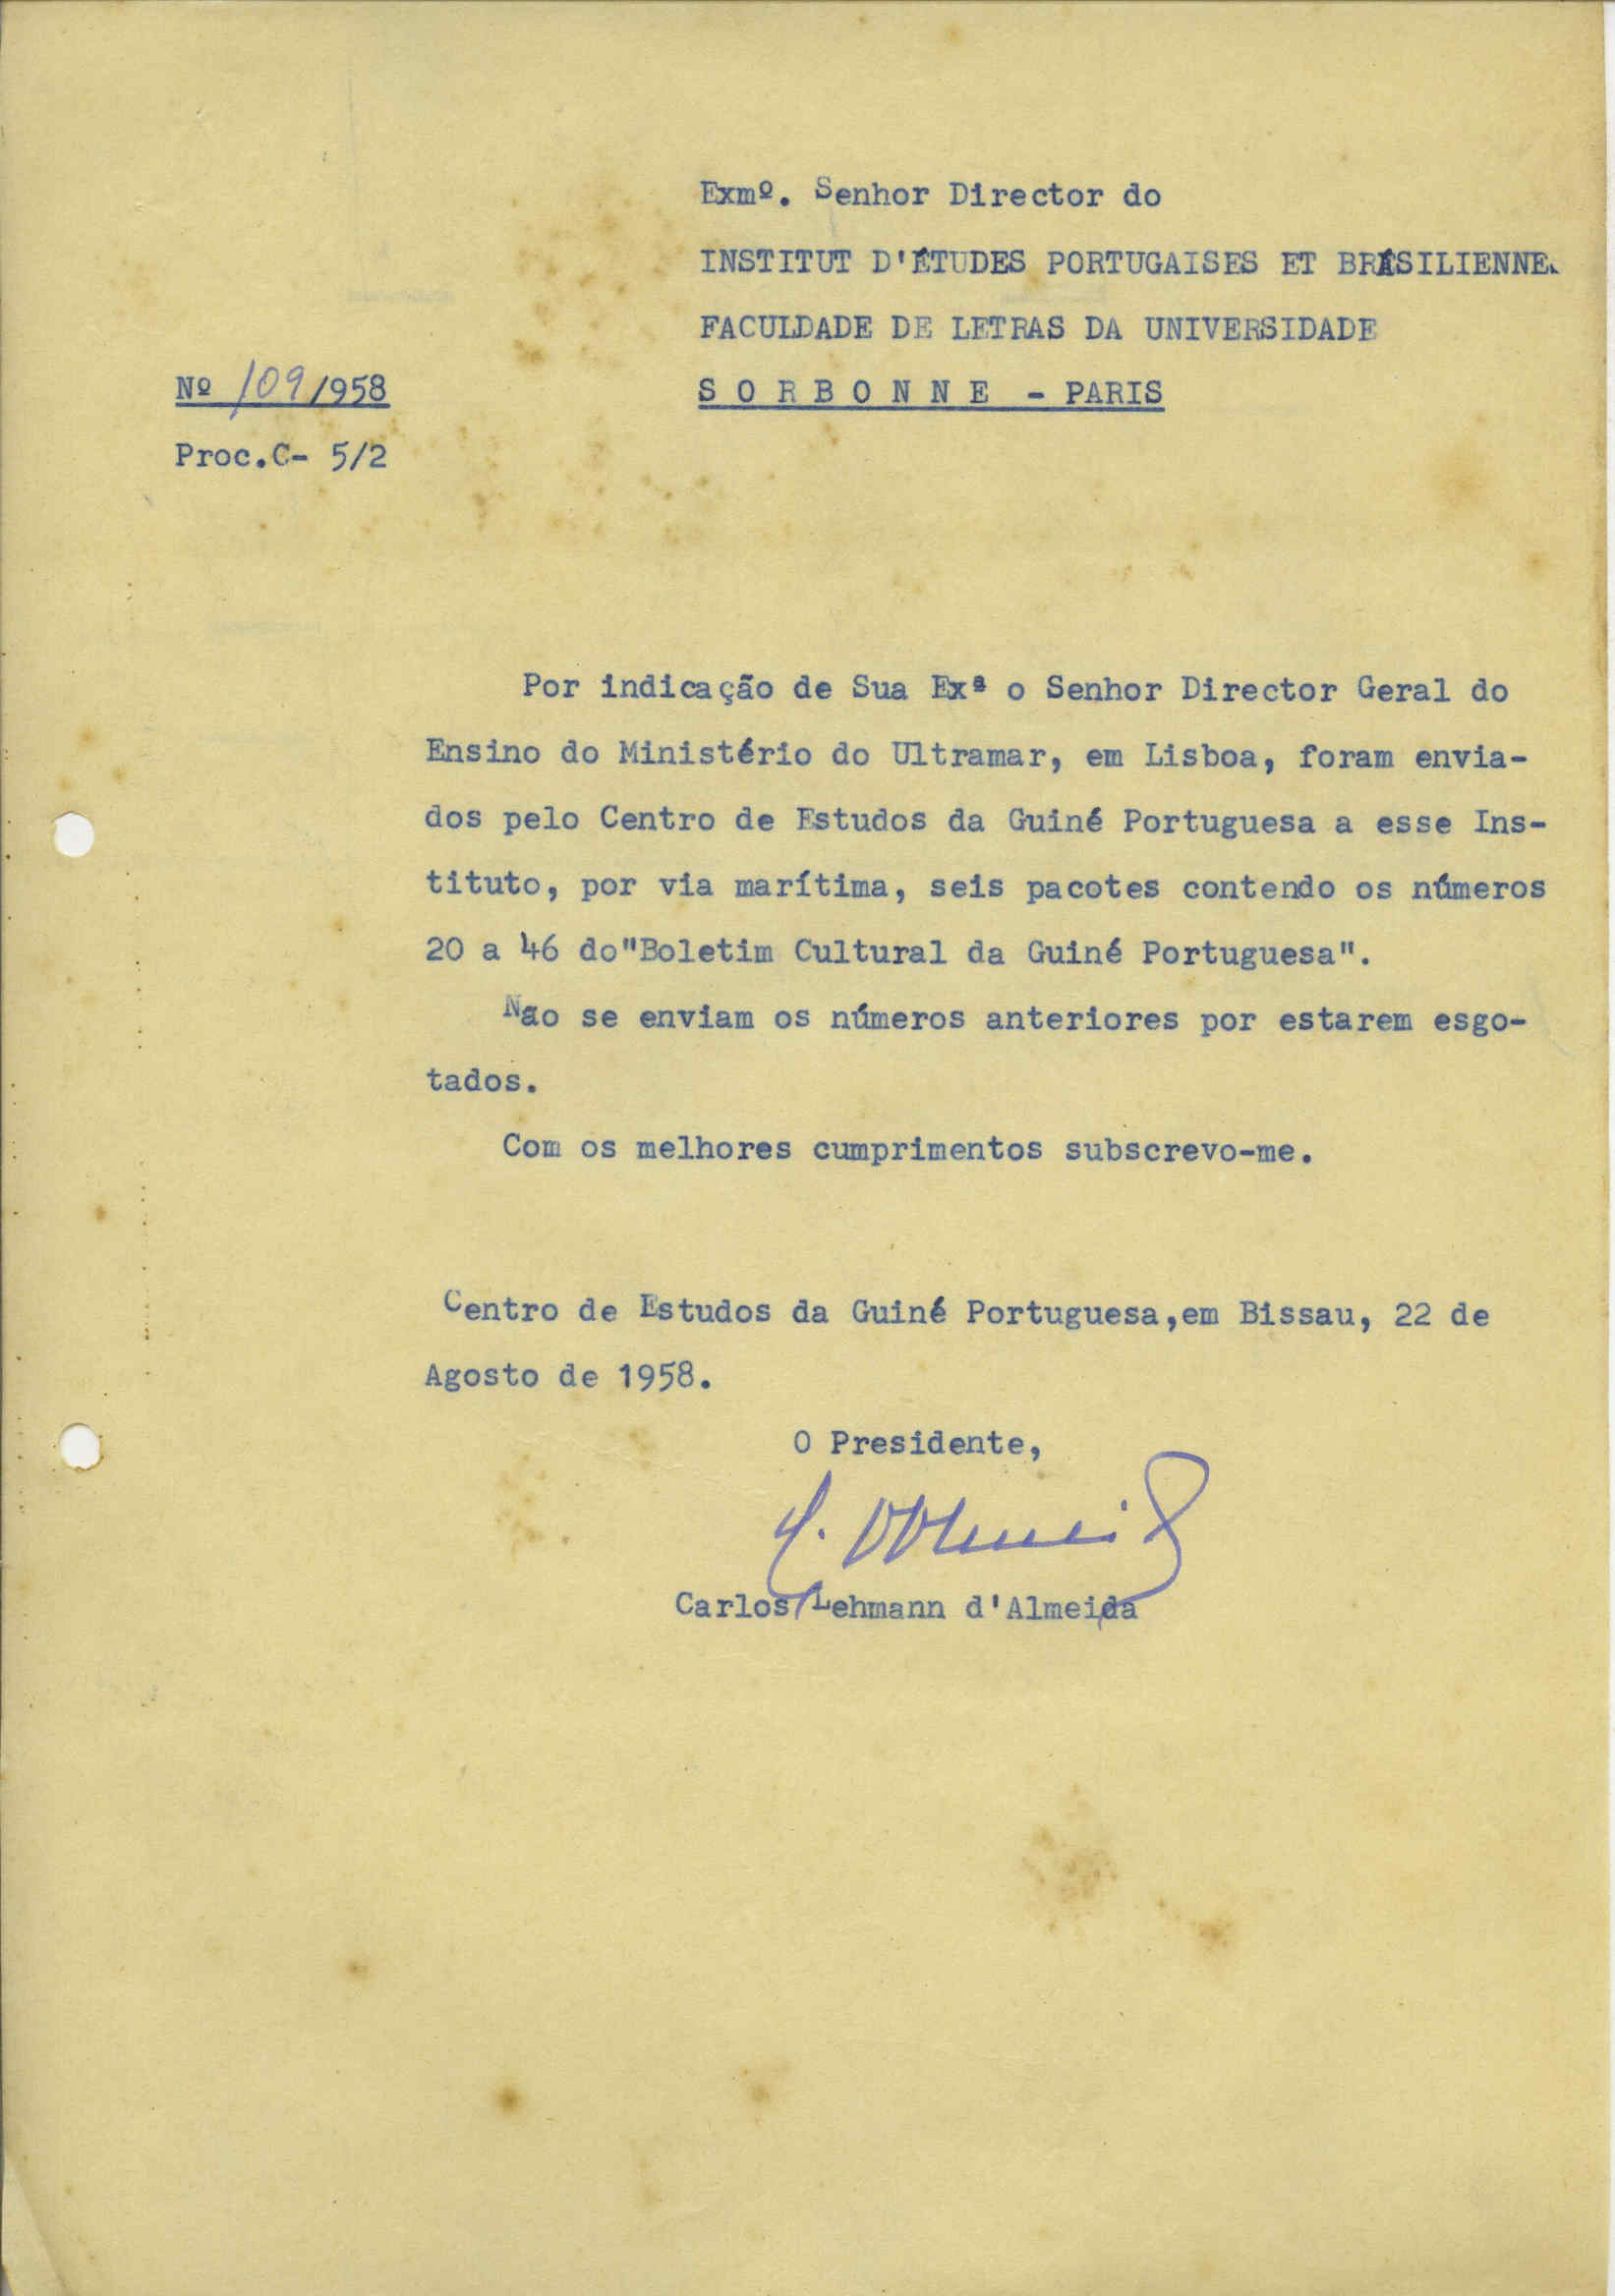 Exmº. Senhor Director do
INSTITUT D'ÉTUDES PORTUGAISES ET BRÉSILIENNE
FACULDADE DE LETRAS DA UNIVERSIDADE
Nº 109/1958
S O R B O N N E - PARIS
Proc.C- 5/2
Por indicação de Sua Exª o Senhor Director Geral do
Ensino do Ministério do Ultramar, em Lisboa, foram envia-
dos pelo Centro de Estudos da Guiné Portuguesa a esse Ins-
tituto, por via marítima, seis pacotes contendo os números
20 a 46 do"Boletim Cultural da Guiné Portuguesa".
Nao se enviam os números anteriores por estarem esgo-
tados.
Com os melhores cumprimentos subscrevo-me.
Centro de Estudos da Guiné Portuguesa,em Bissau, 22 de
Agosto de 1958.
O Presidente,
Carlos Lehmann d'Almeida